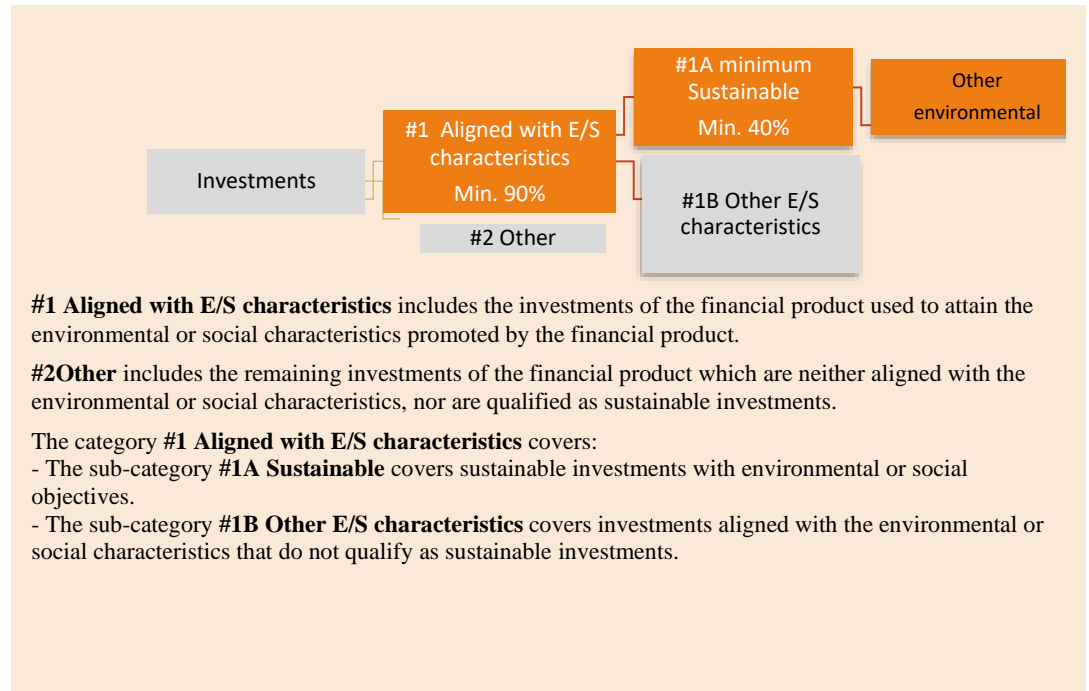 #1A minimum
Sustainable
Min. 40%
Other
environmental
#1 Aligned with E/S
characteristics
Min. 90%
Investments
#1B Other E/S
characteristics
#2 Other
#1 Aligned with E/S characteristics includes the investments of the financial product used to attain the
environmental or social characteristics promoted by the financial product.
#2Other includes the remaining investments of the financial product which are neither aligned with the
environmental or social characteristics, nor are qualified as sustainable investments.
The category #1 Aligned with E/S characteristics covers:
- The sub-category #1A Sustainable covers sustainable investments with environmental or social
objectives.
- The sub-category #1B Other E/S characteristics covers investments aligned with the environmental or
social characteristics that do not qualify as sustainable investments.